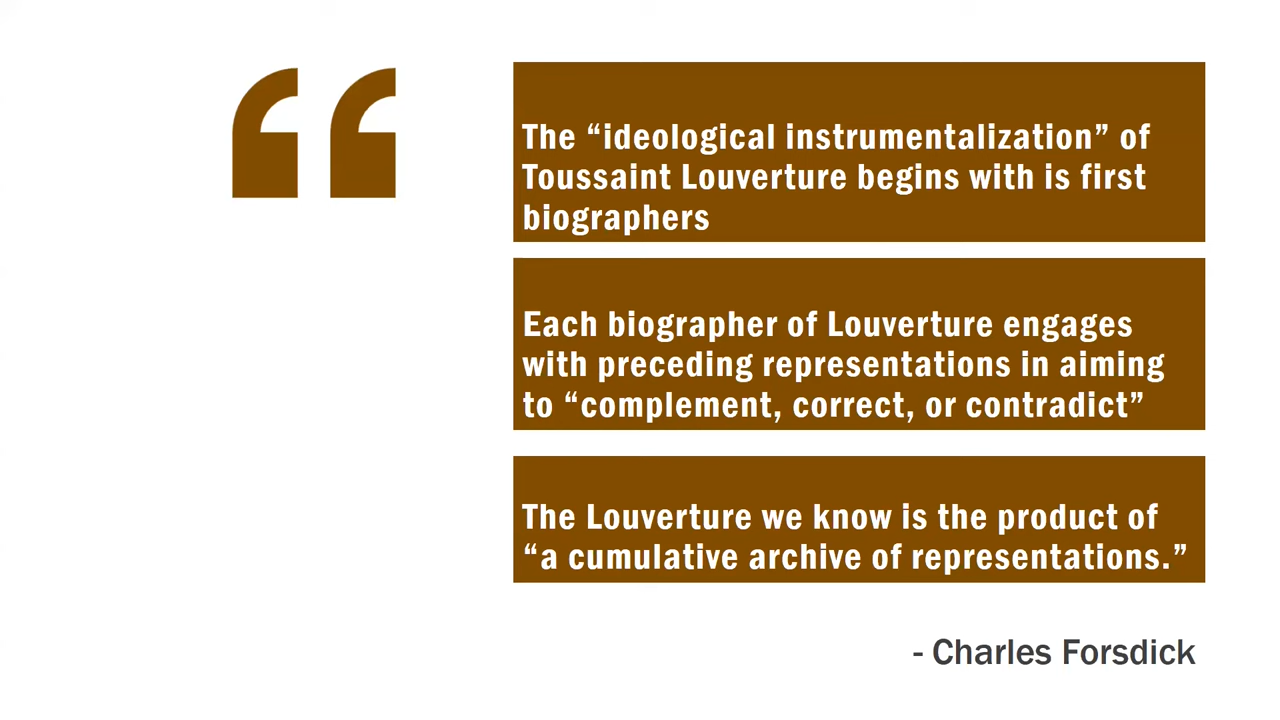 The “ideological instrumentalization” of
Toussaint Louverture begins with is first
biographers
Each biographer of Louverture engages
with preceding representations in aiming
to “complement, correct, or contradict”
The Louverture we know is the product of
“a cumulative archive of representations.”
- Charles Forsdick